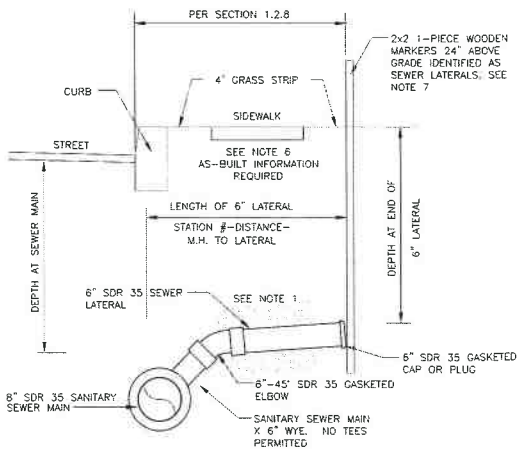 PER SECTION 1.2.8
2x2 1-PIECE WOODEN
MARKERS 24" ABOVE
GRADE IDENTIFIED AS
SEWER LATERALS. SEE
NOTE 7
4" GRASS STRIP
CURB
SIDEWALK
STREET
SEE NOTE 6
AS-BUILT INFORMATION
REQUIRED
LENGTH OF 6" LATERAL
STATION #-DISTANCE-
M.H. TO LATERAL
DEPTH AT SEWER MAIN
DEPTH AT END OF
6" LATERAL
6" SDR 35 SEWER
LATERAL
SEE NOTE 1
6" SDR 35 GASKETED
CAP OR PLUG
6"-45° SDR 35 GASKETED
ELBOW
8" SDR 35 SANITARY
SEWER MAIN
SANITARY SEWER MAIN
X 6" WYE. NO TEES
PERMITTED